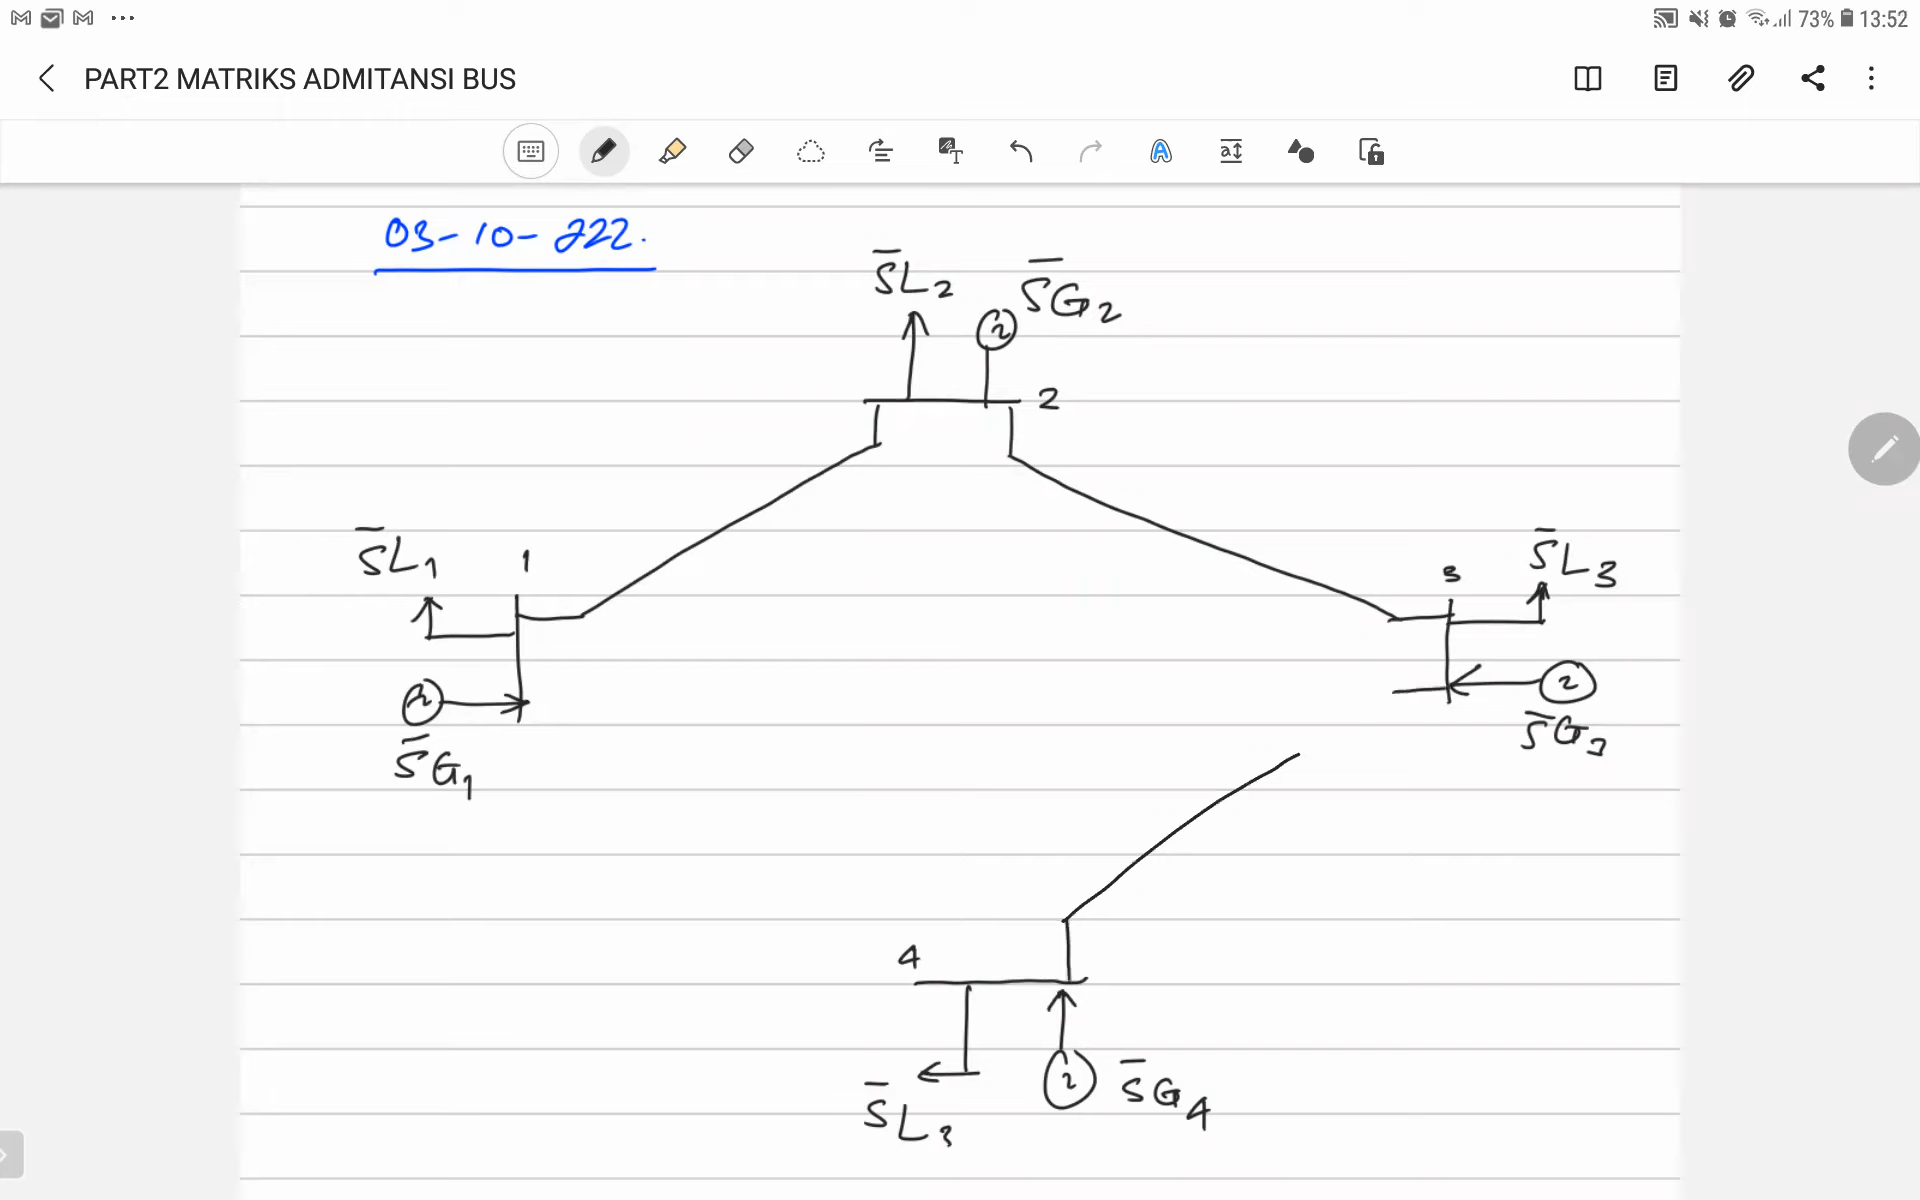 73% 13:52
PART2 MATRIKS ADMITANSI BUS
03-10-222.
S̅L₂
S̅G₂
2
S̅L₁
1
S̅G₁
3
S̅L₃
S̅G₃
4
S̅L₃
S̅G₄